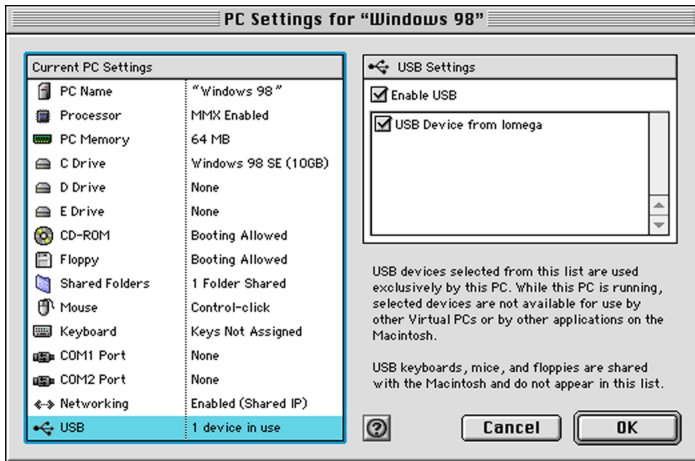 PC Settings for “Windows 98”
Current PC Settings
PC Name “Windows 98”
Processor MMX Enabled
PC Memory 64 MB
C Drive Windows 98 SE (10GB)
D Drive None
E Drive None
CD-ROM Booting Allowed
Floppy Booting Allowed
Shared Folders 1 Folder Shared
Mouse Control-click
Keyboard Keys Not Assigned
COM1 Port None
COM2 Port None
Networking Enabled (Shared IP)
USB 1 device in use
USB Settings
Enable USB
USB Device from Iomega
USB devices selected from this list are used
exclusively by this PC. While this PC is running,
selected devices are not available for use by
other Virtual PCs or by other applications on the
Macintosh.
USB keyboards, mice, and floppies are shared
with the Macintosh and do not appear in this list.
?
Cancel
OK